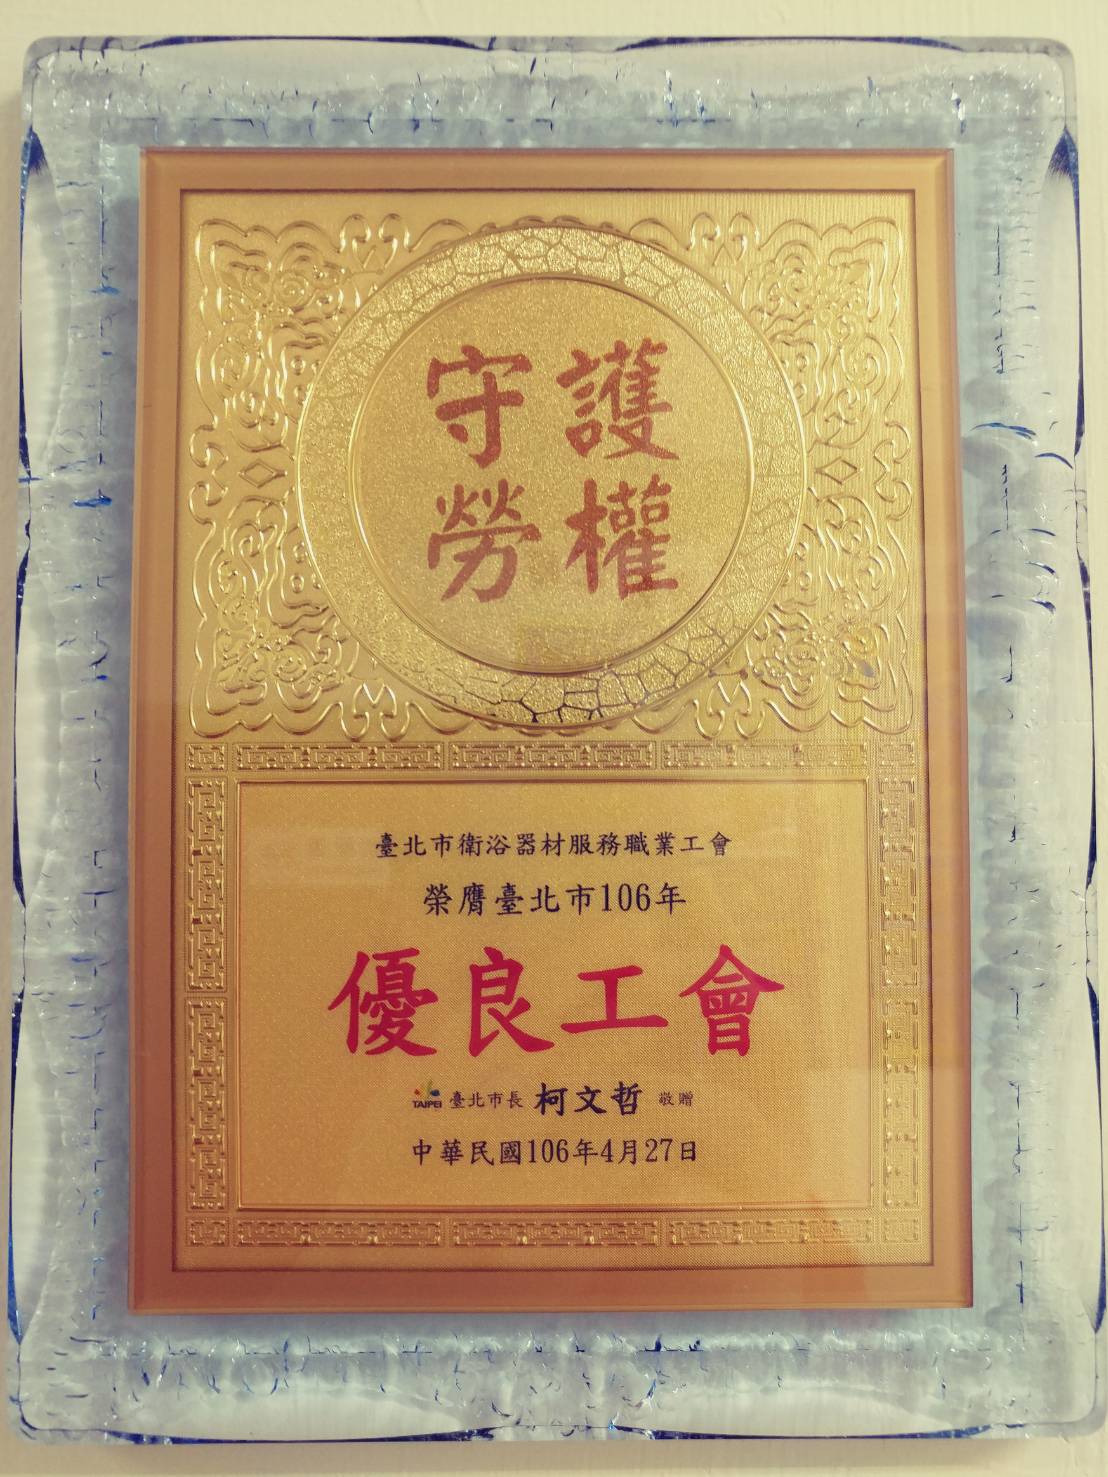 守護
勞權
臺北市衛浴器材服務職業工會
榮膺臺北市106年
優良工會
TAIPEI 臺北市長 柯文哲 敬贈
中華民國106年4月27日